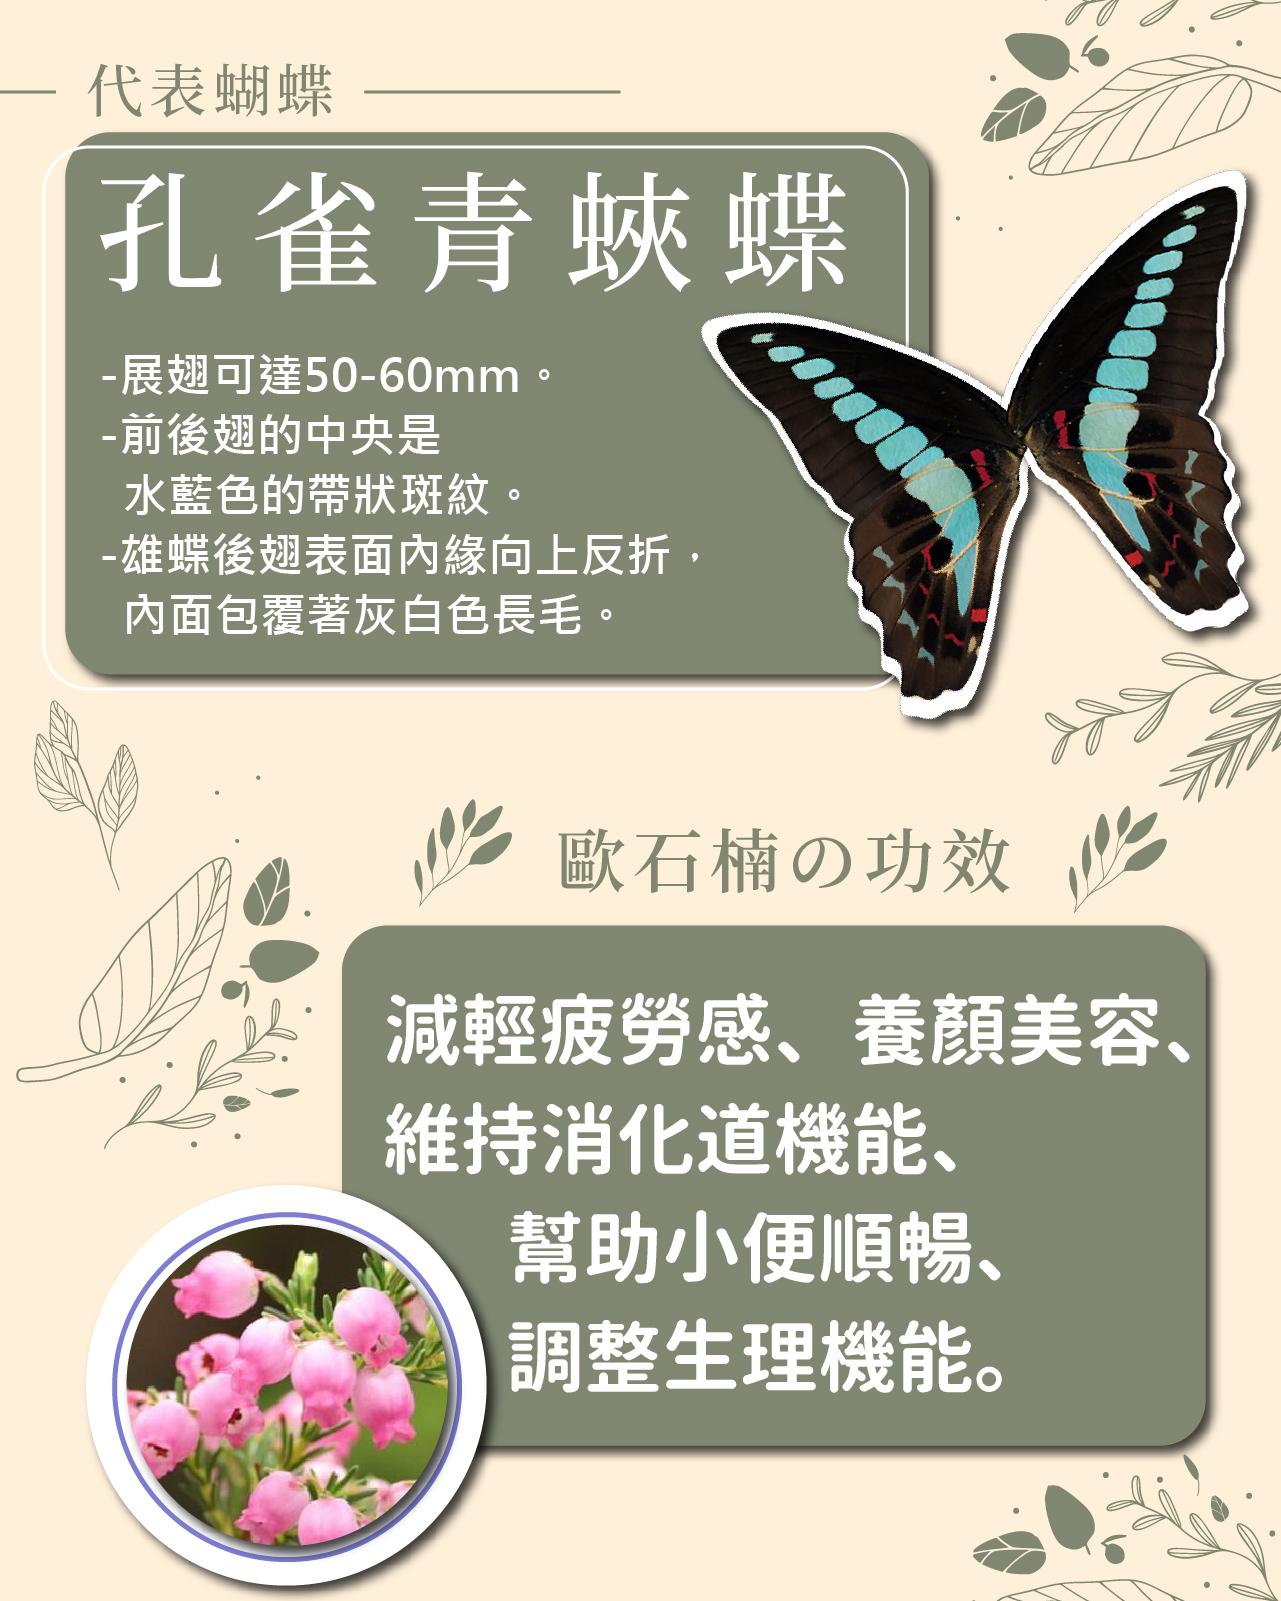 代表蝴蝶
孔雀青蛺蝶
-展翅可達50-60mm。
-前後翅的中央是
水藍色的帶狀斑紋。
-雄蝶後翅表面內緣向上反折，
內面包覆著灰白色長毛。
歐石楠の功效
減輕疲勞感、養顏美容、
維持消化道機能、
幫助小便順暢、
調整生理機能。